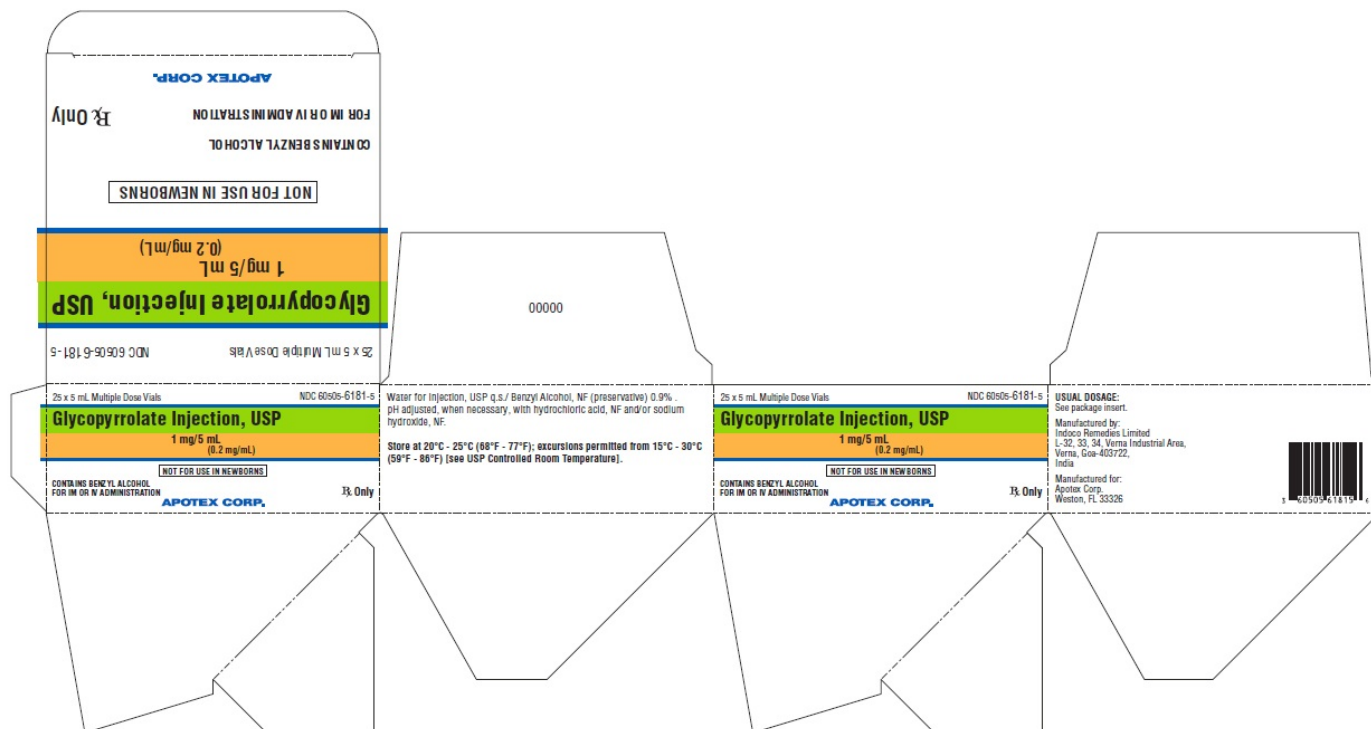 APOTEX CORP.
FOR IM OR IV ADMINISTRATION
℞ Only
CONTAINS BENZYL ALCOHOL
NOT FOR USE IN NEWBORNS
(0.2 mg/mL)
1 mg/5 mL
Glycopyrrolate Injection, USP
25 x 5 mL Multiple Dose Vials
NDC 60505-6181-5
00000
25 x 5 mL Multiple Dose Vials
NDC 60505-6181-5
Glycopyrrolate Injection, USP
1 mg/5 mL
(0.2 mg/mL)
NOT FOR USE IN NEWBORNS
CONTAINS BENZYL ALCOHOL
FOR IM OR IV ADMINISTRATION
℞ Only
APOTEX CORP.
Water for Injection, USP q.s./ Benzyl Alcohol, NF (preservative) 0.9% .
pH adjusted, when necessary, with hydrochloric acid, NF and/or sodium
hydroxide, NF.
Store at 20°C - 25°C (68°F - 77°F); excursions permitted from 15°C - 30°C
(59°F - 86°F) [see USP Controlled Room Temperature].
25 x 5 mL Multiple Dose Vials
NDC 60505-6181-5
Glycopyrrolate Injection, USP
1 mg/5 mL
(0.2 mg/mL)
NOT FOR USE IN NEWBORNS
CONTAINS BENZYL ALCOHOL
FOR IM OR IV ADMINISTRATION
℞ Only
APOTEX CORP.
USUAL DOSAGE:
See package insert.
Manufactured by:
Indoco Remedies Limited
L-32, 33, 34, Verna Industrial Area,
Verna, Goa-403722,
India
Manufactured for:
Apotex Corp.
Weston, FL 33326
3 60505 61815 6